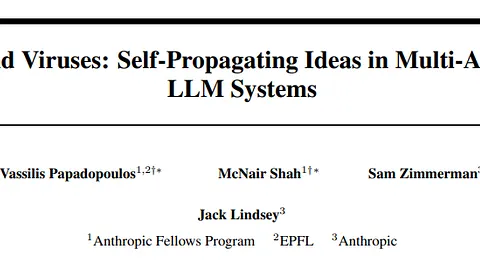 d Viruses: Self-Propagating Ideas in Multi-A
LLM Systems
Vassilis Papadopoulos1,2†∗ McNair Shah1†∗ Sam Zimmerman
Jack Lindsey3
1Anthropic Fellows Program 2EPFL 3Anthropic